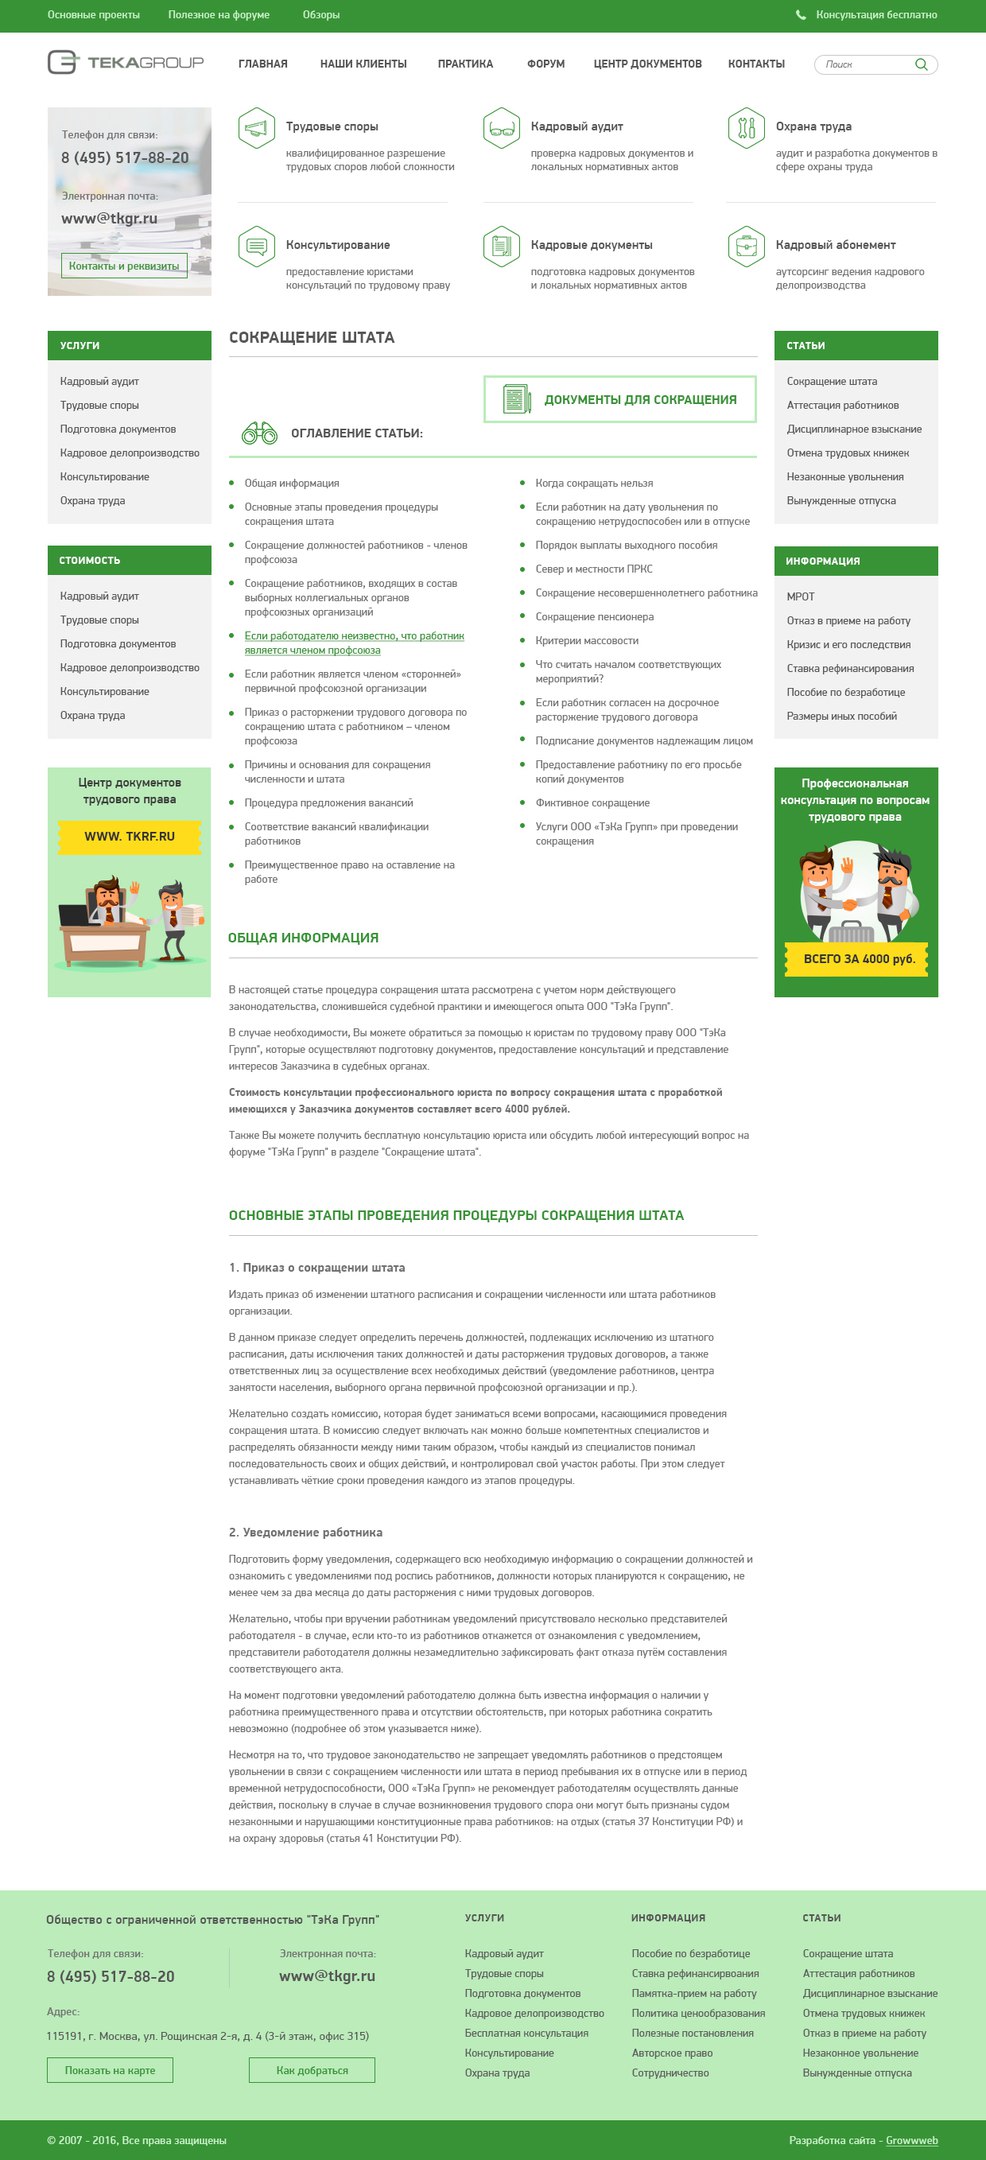 Основные проекты
Полезное на форуме
Обзоры
Консультация бесплатно
TEKAGROUP
ГЛАВНАЯ
НАШИ КЛИЕНТЫ
ПРАКТИКА
ФОРУМ
ЦЕНТР ДОКУМЕНТОВ
КОНТАКТЫ
Поиск
Телефон для связи:
8 (495) 517-88-20
Электронная почта:
www@tkgr.ru
Контакты и реквизиты
Трудовые споры
квалифицированное разрешение
трудовых споров любой сложности
Кадровый аудит
проверка кадровых документов и
локальных нормативных актов
Охрана труда
аудит и разработка документов в
сфере охраны труда
Консультирование
предоставление юристами
консультаций по трудовому праву
Кадровые документы
подготовка кадровых документов
и локальных нормативных актов
Кадровый абонемент
аутсорсинг ведения кадрового
делопроизводства
УСЛУГИ
Кадровый аудит
Трудовые споры
Подготовка документов
Кадровое делопроизводство
Консультирование
Охрана труда
СТОИМОСТЬ
Кадровый аудит
Трудовые споры
Подготовка документов
Кадровое делопроизводство
Консультирование
Охрана труда
Центр документов
трудового права
WWW. TKRF.RU
СОКРАЩЕНИЕ ШТАТА
ДОКУМЕНТЫ ДЛЯ СОКРАЩЕНИЯ
ОГЛАВЛЕНИЕ СТАТЬИ:
Общая информация
Основные этапы проведения процедуры
сокращения штата
Сокращение должностей работников - членов
профсоюза
Сокращение работников, входящих в состав
выборных коллегиальных органов
профсоюзных организаций
Если работодателю неизвестно, что работник
является членом профсоюза
Если работник является членом «сторонней»
первичной профсоюзной организации
Приказ о расторжении трудового договора по
сокращению штата с работником – членом
профсоюза
Причины и основания для сокращения
численности и штата
Процедура предложения вакансий
Соответствие вакансий квалификации
работников
Преимущественное право на оставление на
работе
Когда сокращать нельзя
Если работник на дату увольнения по
сокращению нетрудоспособен или в отпуске
Порядок выплаты выходного пособия
Север и местности ПРКС
Сокращение несовершеннолетнего работника
Сокращение пенсионера
Критерии массовости
Что считать началом соответствующих
мероприятий?
Если работник согласен на досрочное
расторжение трудового договора
Подписание документов надлежащим лицом
Предоставление работнику по его просьбе
копий документов
Фиктивное сокращение
Услуги ООО «ТэКа Групп» при проведении
сокращения
СТАТЬИ
Сокращение штата
Аттестация работников
Дисциплинарное взыскание
Отмена трудовых книжек
Незаконные увольнения
Вынужденные отпуска
ИНФОРМАЦИЯ
МРОТ
Отказ в приеме на работу
Кризис и его последствия
Ставка рефинансирования
Пособие по безработице
Размеры иных пособий
Профессиональная
консультация по вопросам
трудового права
ВСЕГО ЗА 4000 руб.
ОБЩАЯ ИНФОРМАЦИЯ
В настоящей статье процедура сокращения штата рассмотрена с учетом норм действующего
законодательства, сложившейся судебной практики и имеющегося опыта ООО "ТэКа Групп".
В случае необходимости, Вы можете обратиться за помощью к юристам по трудовому праву ООО "ТэКа
Групп", которые осуществляют подготовку документов, предоставление консультаций и представление
интересов Заказчика в судебных органах.
Стоимость консультации профессионального юриста по вопросу сокращения штата с проработкой
имеющихся у Заказчика документов составляет всего 4000 рублей.
Также Вы можете получить бесплатную консультацию юриста или обсудить любой интересующий вопрос на
форуме "ТэКа Групп" в разделе "Сокращение штата".
ОСНОВНЫЕ ЭТАПЫ ПРОВЕДЕНИЯ ПРОЦЕДУРЫ СОКРАЩЕНИЯ ШТАТА
1. Приказ о сокращении штата
Издать приказ об изменении штатного расписания и сокращении численности или штата работников
организации.
В данном приказе следует определить перечень должностей, подлежащих исключению из штатного
расписания, даты исключения таких должностей и даты расторжения трудовых договоров, а также
ответственных лиц за осуществление всех необходимых действий (уведомление работников, центра
занятости населения, выборного органа первичной профсоюзной организации и пр.).
Желательно создать комиссию, которая будет заниматься всеми вопросами, касающимися проведения
сокращения штата. В комиссию следует включать как можно больше компетентных специалистов и
распределять обязанности между ними таким образом, чтобы каждый из специалистов понимал
последовательность своих и общих действий, и контролировал свой участок работы. При этом следует
устанавливать чёткие сроки проведения каждого из этапов процедуры.
2. Уведомление работника
Подготовить форму уведомления, содержащего всю необходимую информацию о сокращении должностей и
ознакомить с уведомлениями под роспись работников, должности которых планируются к сокращению, не
менее чем за два месяца до даты расторжения с ними трудовых договоров.
Желательно, чтобы при вручении работникам уведомлений присутствовало несколько представителей
работодателя - в случае, если кто-то из работников откажется от ознакомления с уведомлением,
представители работодателя должны незамедлительно зафиксировать факт отказа путём составления
соответствующего акта.
На момент подготовки уведомлений работодателю должна быть известна информация о наличии у
работника преимущественного права и отсутствии обстоятельств, при которых работника сократить
невозможно (подробнее об этом указывается ниже).
Несмотря на то, что трудовое законодательство не запрещает уведомлять работников о предстоящем
увольнении в связи с сокращением численности или штата в период пребывания их в отпуске или в период
временной нетрудоспособности, ООО «ТэКа Групп» не рекомендует работодателям осуществлять данные
действия, поскольку в случае в случае возникновения трудового спора они могут быть признаны судом
незаконными и нарушающими конституционные права работников: на отдых (статья 37 Конституции РФ) и
на охрану здоровья (статья 41 Конституции РФ).
Общество с ограниченной ответственностью "ТэКа Групп"
Телефон для связи:
8 (495) 517-88-20
Электронная почта:
www@tkgr.ru
Адрес:
115191, г. Москва, ул. Рощинская 2-я, д. 4 (3-й этаж, офис 315)
Показать на карте
Как добраться
УСЛУГИ
Кадровый аудит
Трудовые споры
Подготовка документов
Кадровое делопроизводство
Бесплатная консультация
Консультирование
Охрана труда
ИНФОРМАЦИЯ
Пособие по безработице
Ставка рефинансирвоания
Памятка-прием на работу
Политика ценообразования
Полезные постановления
Авторское право
Сотрудничество
СТАТЬИ
Сокращение штата
Аттестация работников
Дисциплинарное взыскание
Отмена трудовых книжек
Отказ в приеме на работу
Незаконное увольнение
Вынужденные отпуска
© 2007 - 2016, Все права защищены
Разработка сайта - Growwweb